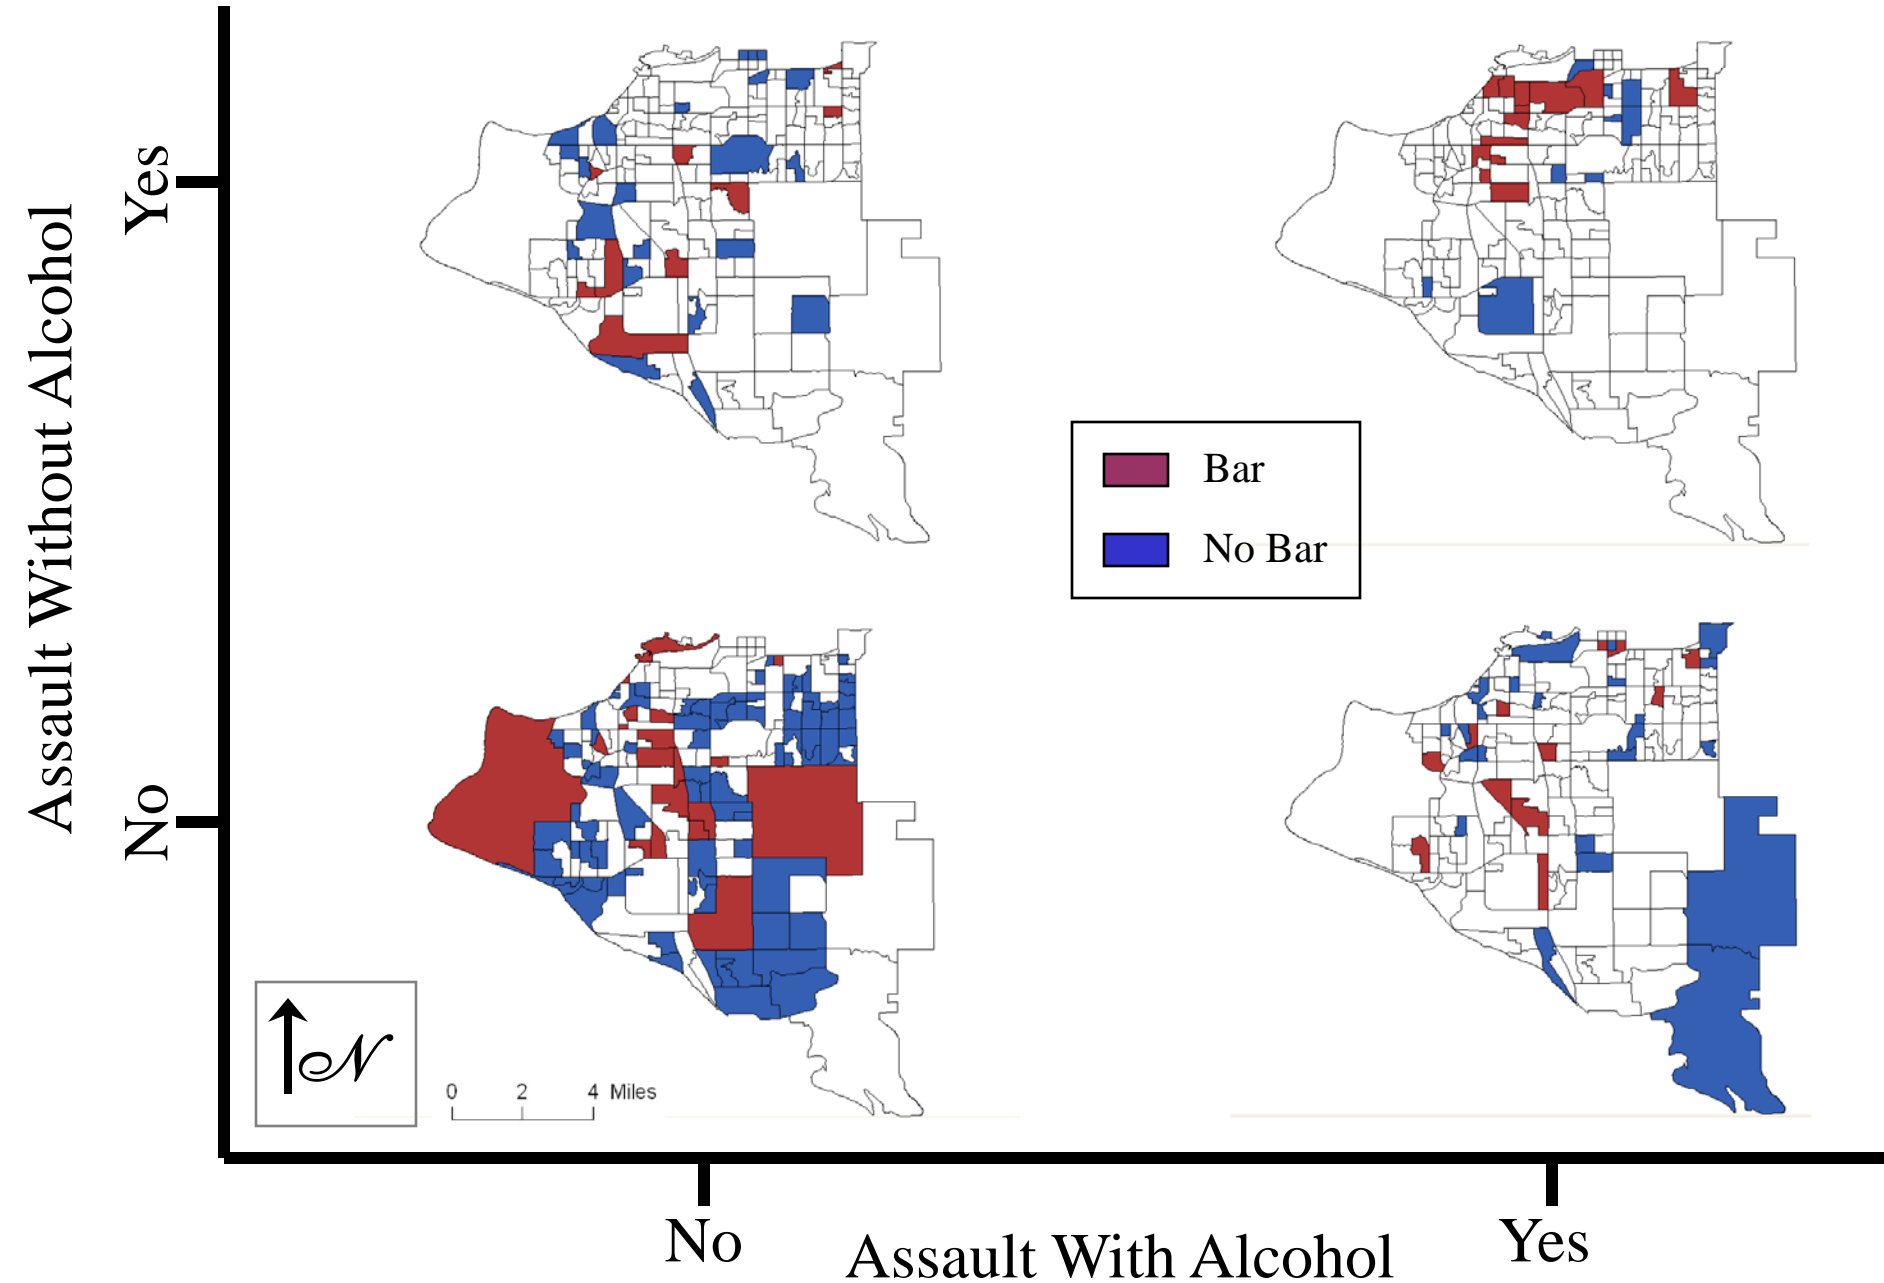 Assault Without Alcohol
Yes
No
Bar
No Bar
N
0 2 4 Miles
No
Yes
Assault With Alcohol